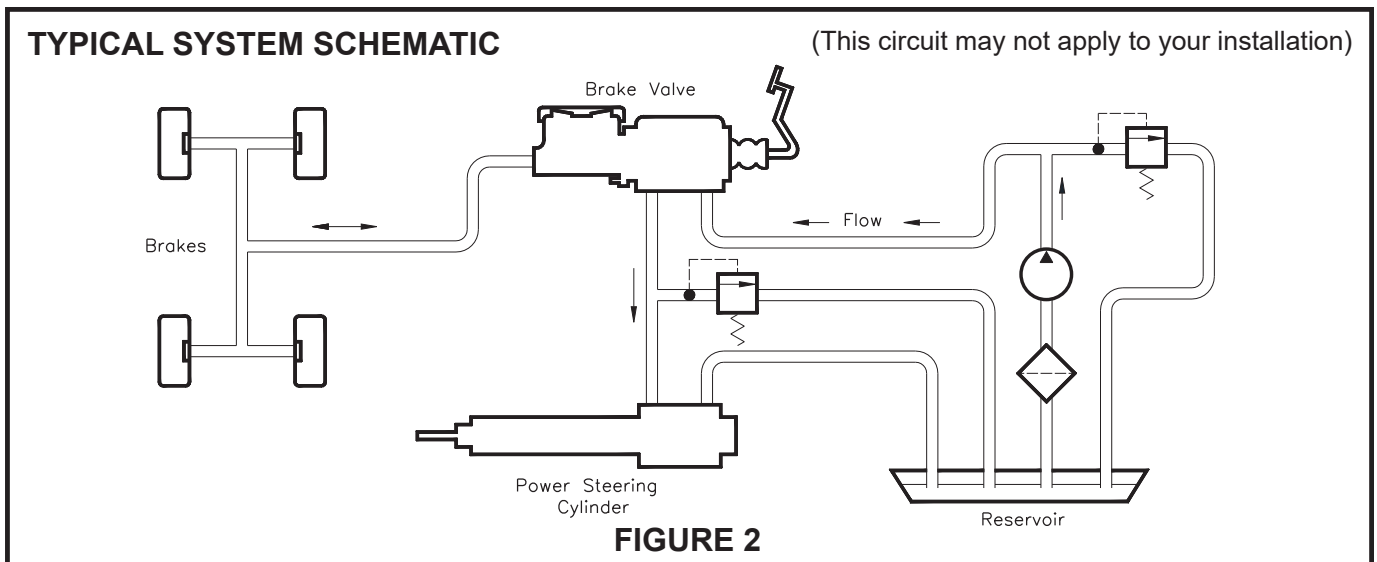 TYPICAL SYSTEM SCHEMATIC
(This circuit may not apply to your installation)
Brake Valve
Flow
Brakes
Power Steering
Cylinder
Reservoir
FIGURE 2